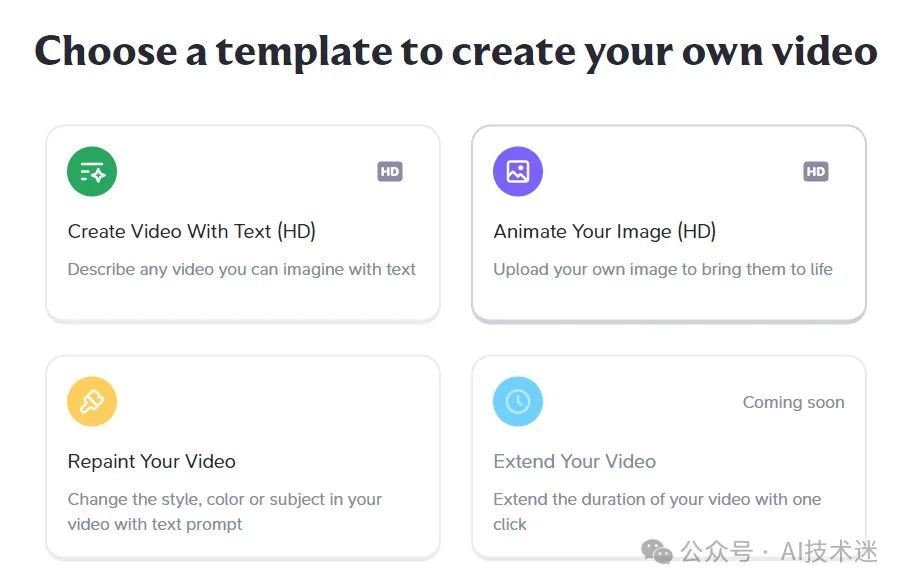 Choose a template to create your own video
HD
HD
Create Video With Text (HD)
Animate Your Image (HD)
Describe any video you can imagine with text
Upload your own image to bring them to life
Coming soon
Repaint Your Video
Extend Your Video
Change the style, color or subject in your
video with text prompt
Extend the duration of your video with one
click
公众号 · AI技术迷